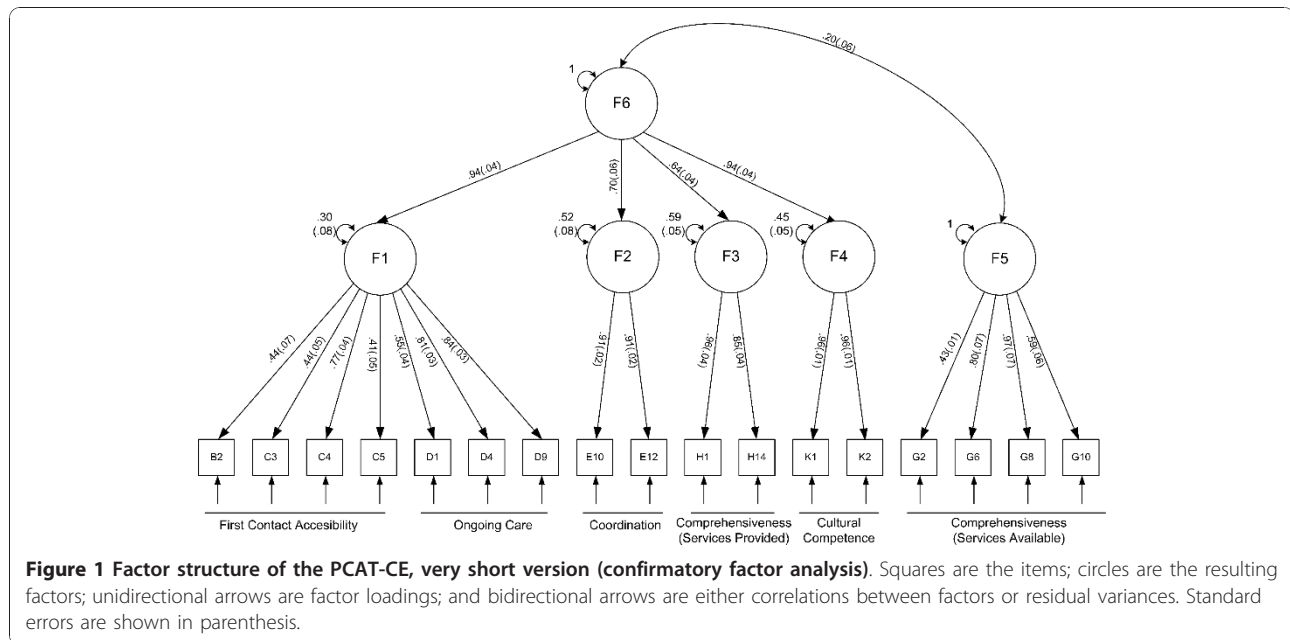 .20(.06)
1
F6
.94(.04)
.70(.06)
.64(.04)
.94(.04)
.30
(.08)
F1
.52
(.08)
F2
.59
(.05)
F3
.45
(.05)
F4
1
F5
.44(.07)
.44(.05)
.77(.04)
.41(.05)
.55(.04)
.81(.03)
.84(.03)
.91(.02)
.91(.02)
.96(.04)
.85(.04)
.96(.01)
.96(.01)
.43(.01)
.80(.07)
.97(.07)
.59(.06)
B2 C3 C4 C5 D1 D4 D9 E10 E12 H1 H14 K1 K2 G2 G6 G8 G10
First Contact Accesibility
Ongoing Care
Coordination
Comprehensiveness
(Services Provided)
Cultural
Competence
Comprehensiveness
(Services Available)
Figure 1 Factor structure of the PCAT-CE, very short version (confirmatory factor analysis). Squares are the items; circles are the resulting
factors; unidirectional arrows are factor loadings; and bidirectional arrows are either correlations between factors or residual variances. Standard
errors are shown in parenthesis.